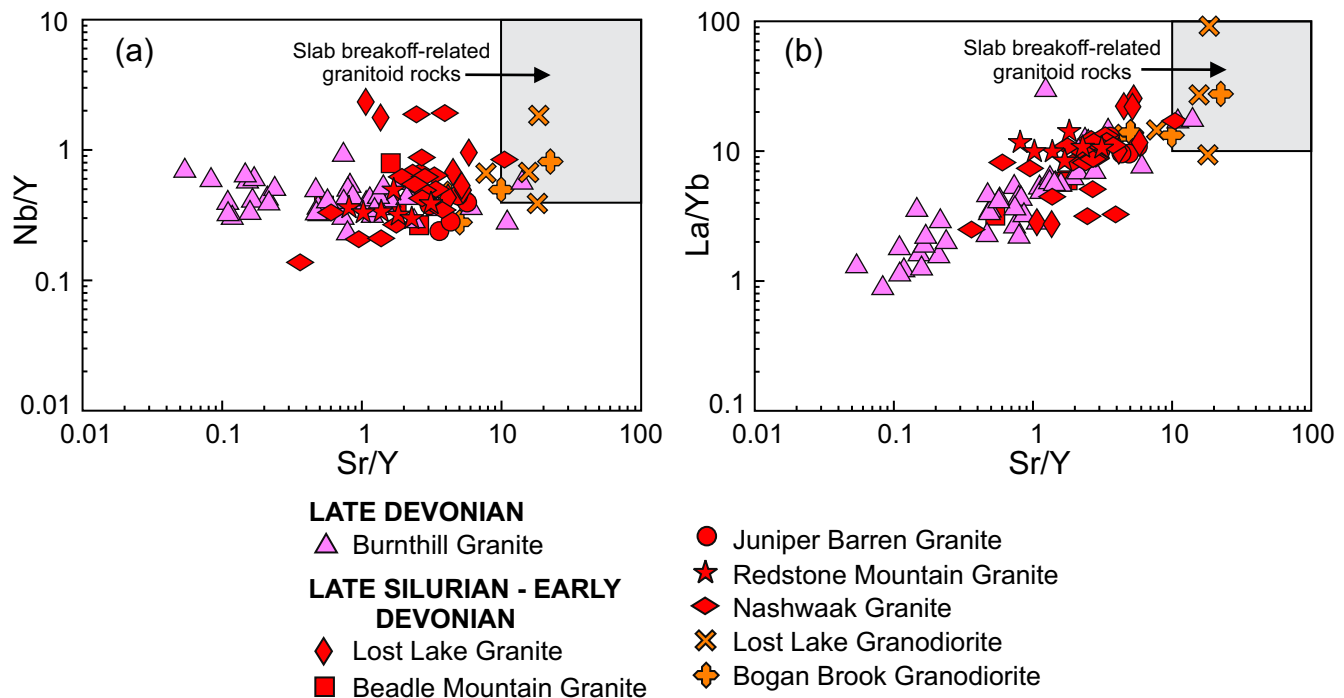 (a)
Slab breakoff-related
granitoid rocks
Nb/Y
10
1
0.1
0.01
0.01
0.1
1
10
100
Sr/Y
(b)
Slab breakoff-related
granitoid rocks
La/Yb
100
10
1
0.1
0.01
0.1
1
10
100
Sr/Y
LATE DEVONIAN
Burnthill Granite
LATE SILURIAN - EARLY
DEVONIAN
Lost Lake Granite
Beadle Mountain Granite
Juniper Barren Granite
Redstone Mountain Granite
Nashwaak Granite
Lost Lake Granodiorite
Bogan Brook Granodiorite